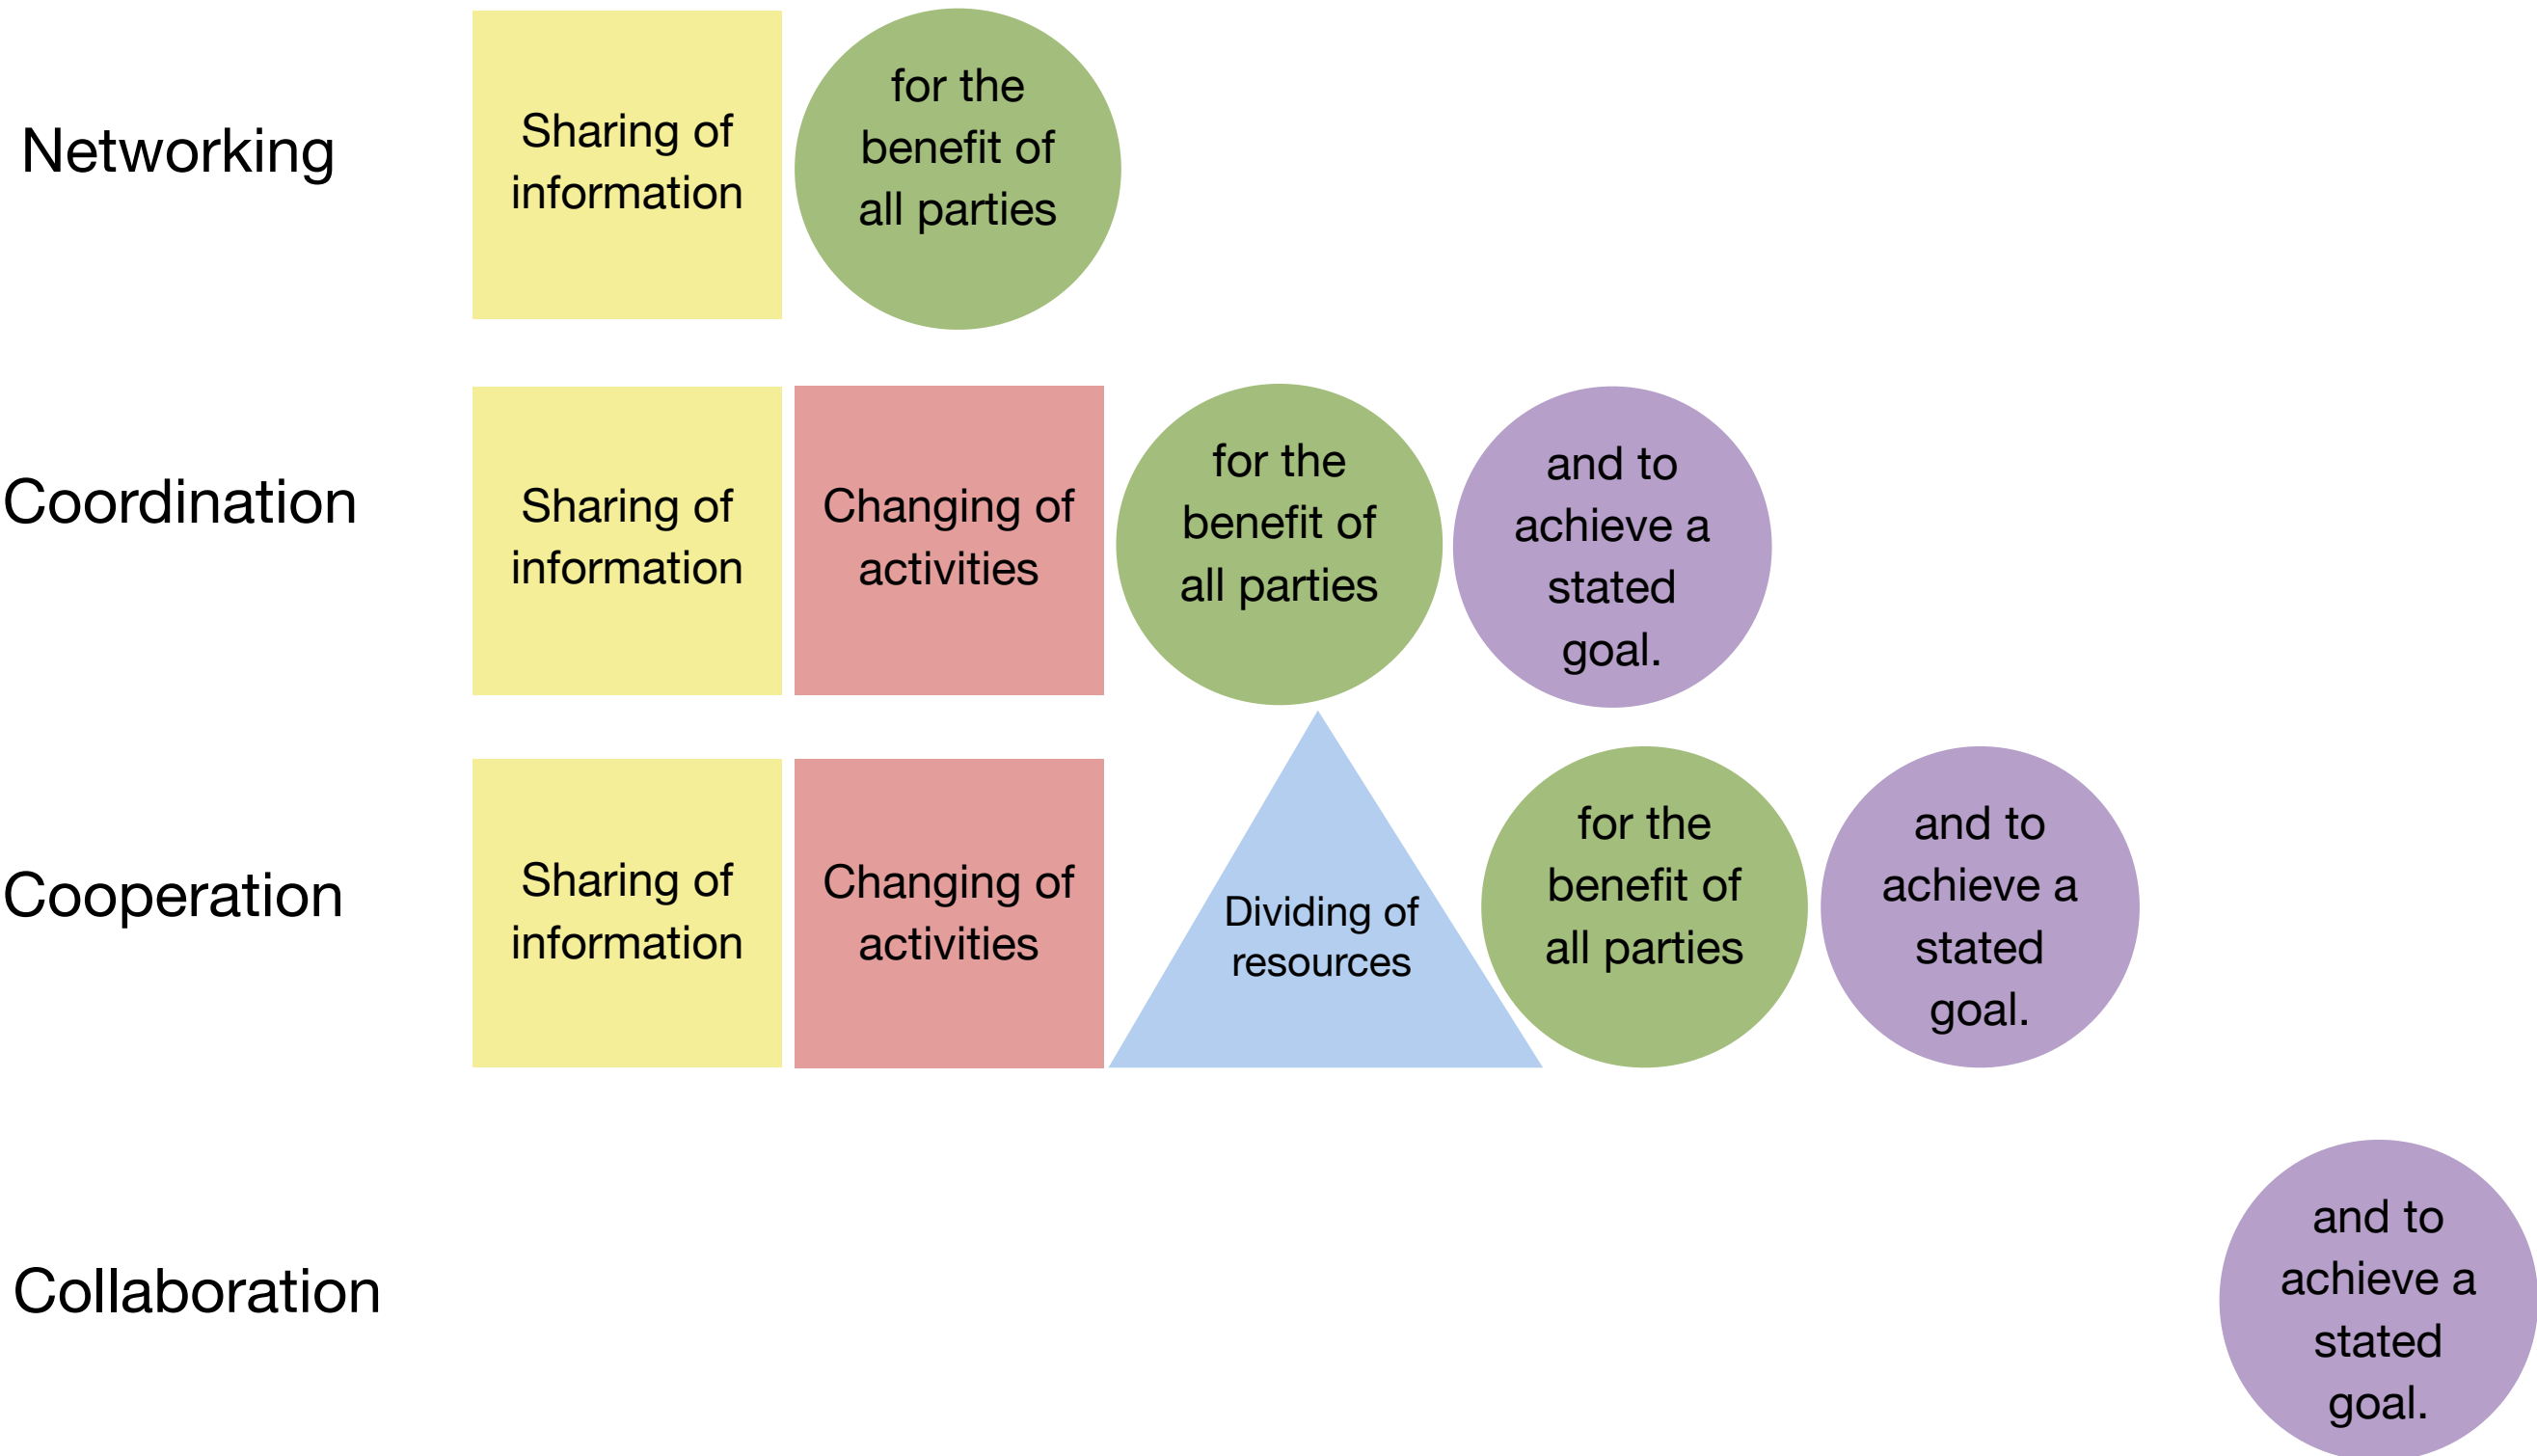 Networking
Sharing of
information
for the
benefit of
all parties
Coordination
Sharing of
information
Changing of
activities
for the
benefit of
all parties
and to
achieve a
stated
goal.
Cooperation
Sharing of
information
Changing of
activities
Dividing of
resources
for the
benefit of
all parties
and to
achieve a
stated
goal.
Collaboration
and to
achieve a
stated
goal.